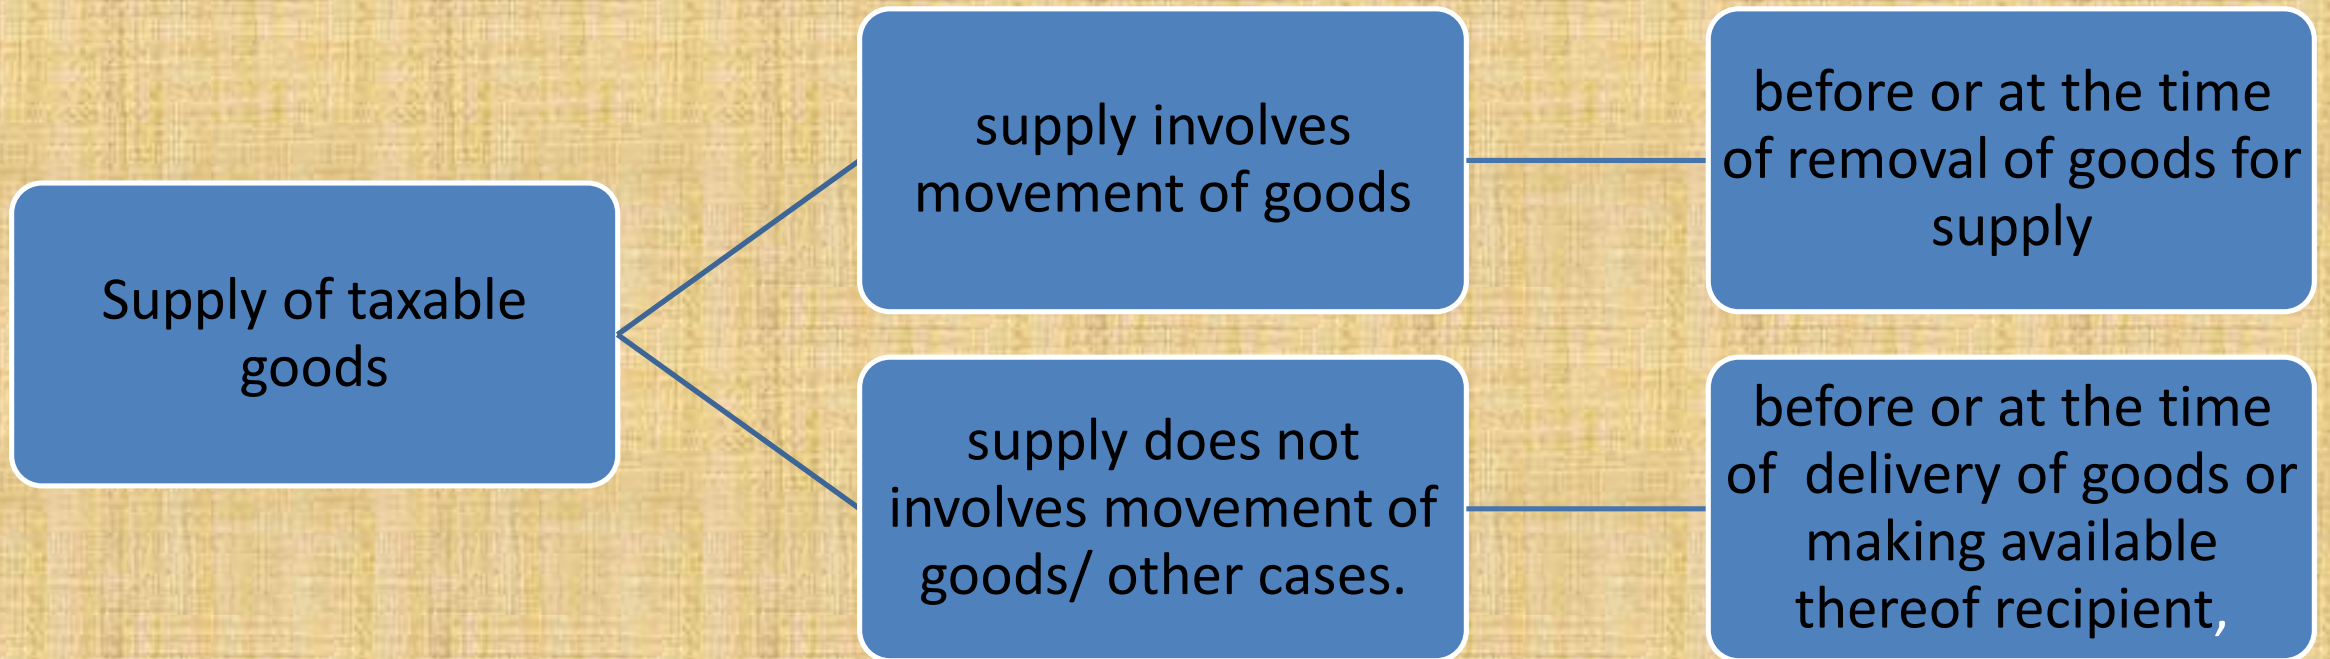 Supply of taxable
goods
supply involves
movement of goods
before or at the time
of removal of goods for
supply
supply does not
involves movement of
goods/ other cases.
before or at the time
of  delivery of goods or
making available
thereof recipient,